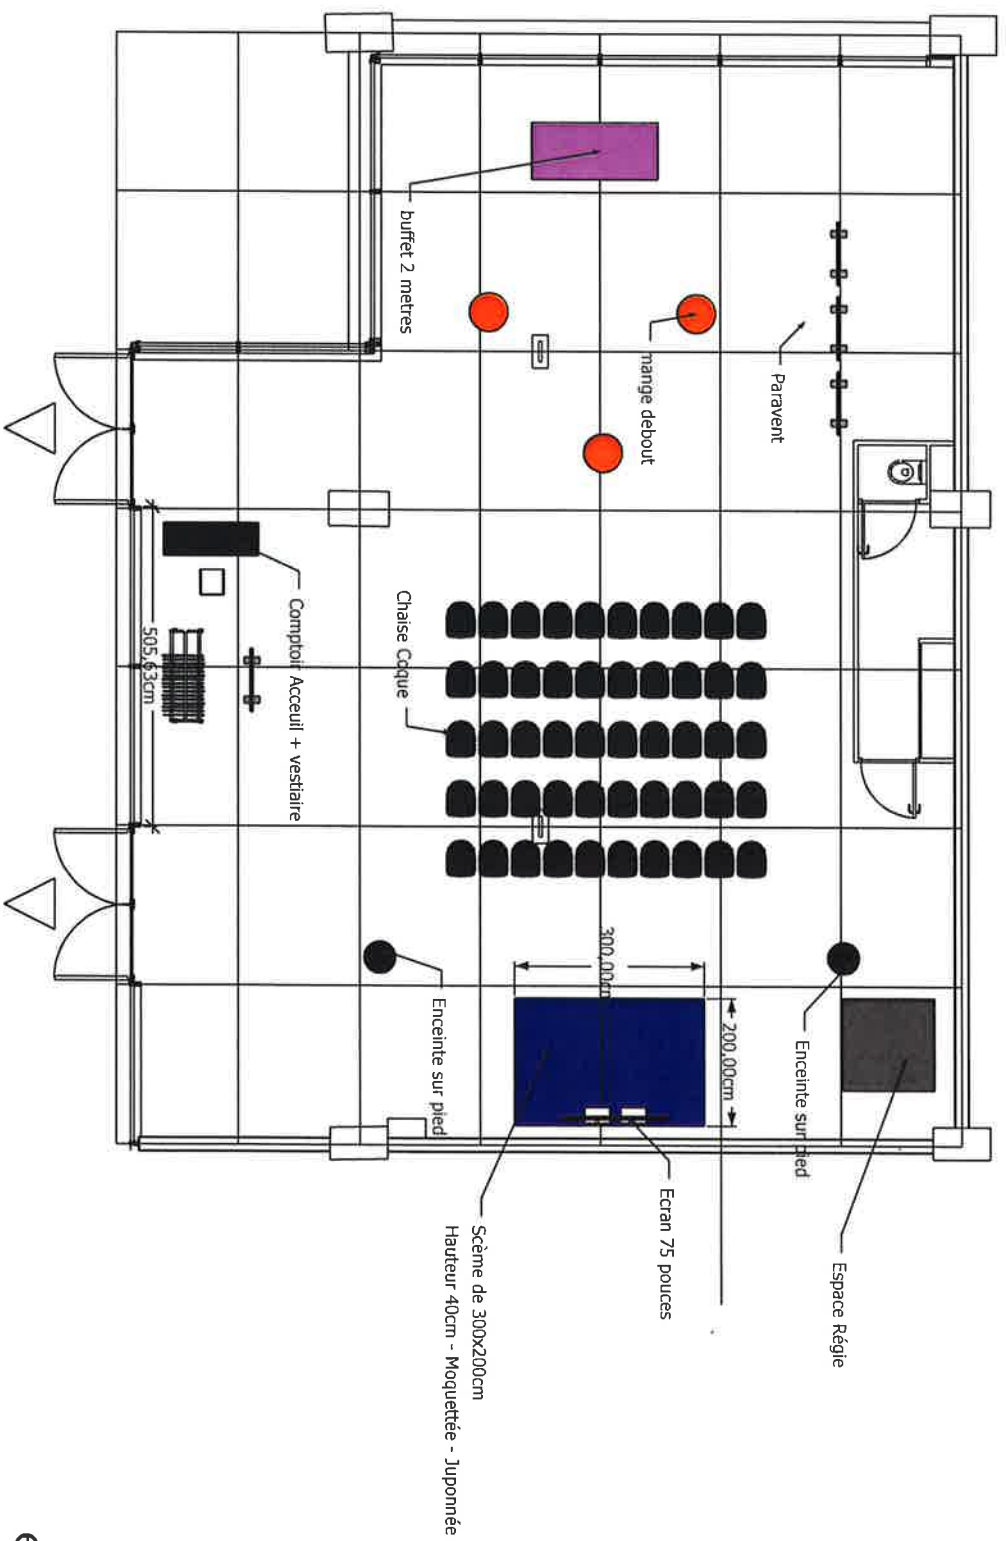 Espace Régie
Enceinte sur pied
Paravent
200,00cm
Ecran 75 pouces
mange debout
300,00cm
Scème de 300x200cm
Hauteur 40cm - Moquettée - Juponnée
Enceinte sur pied
buffet 2 metres
Chaise Coque
Comptoir Acceuil + vestiaire
505,63cm